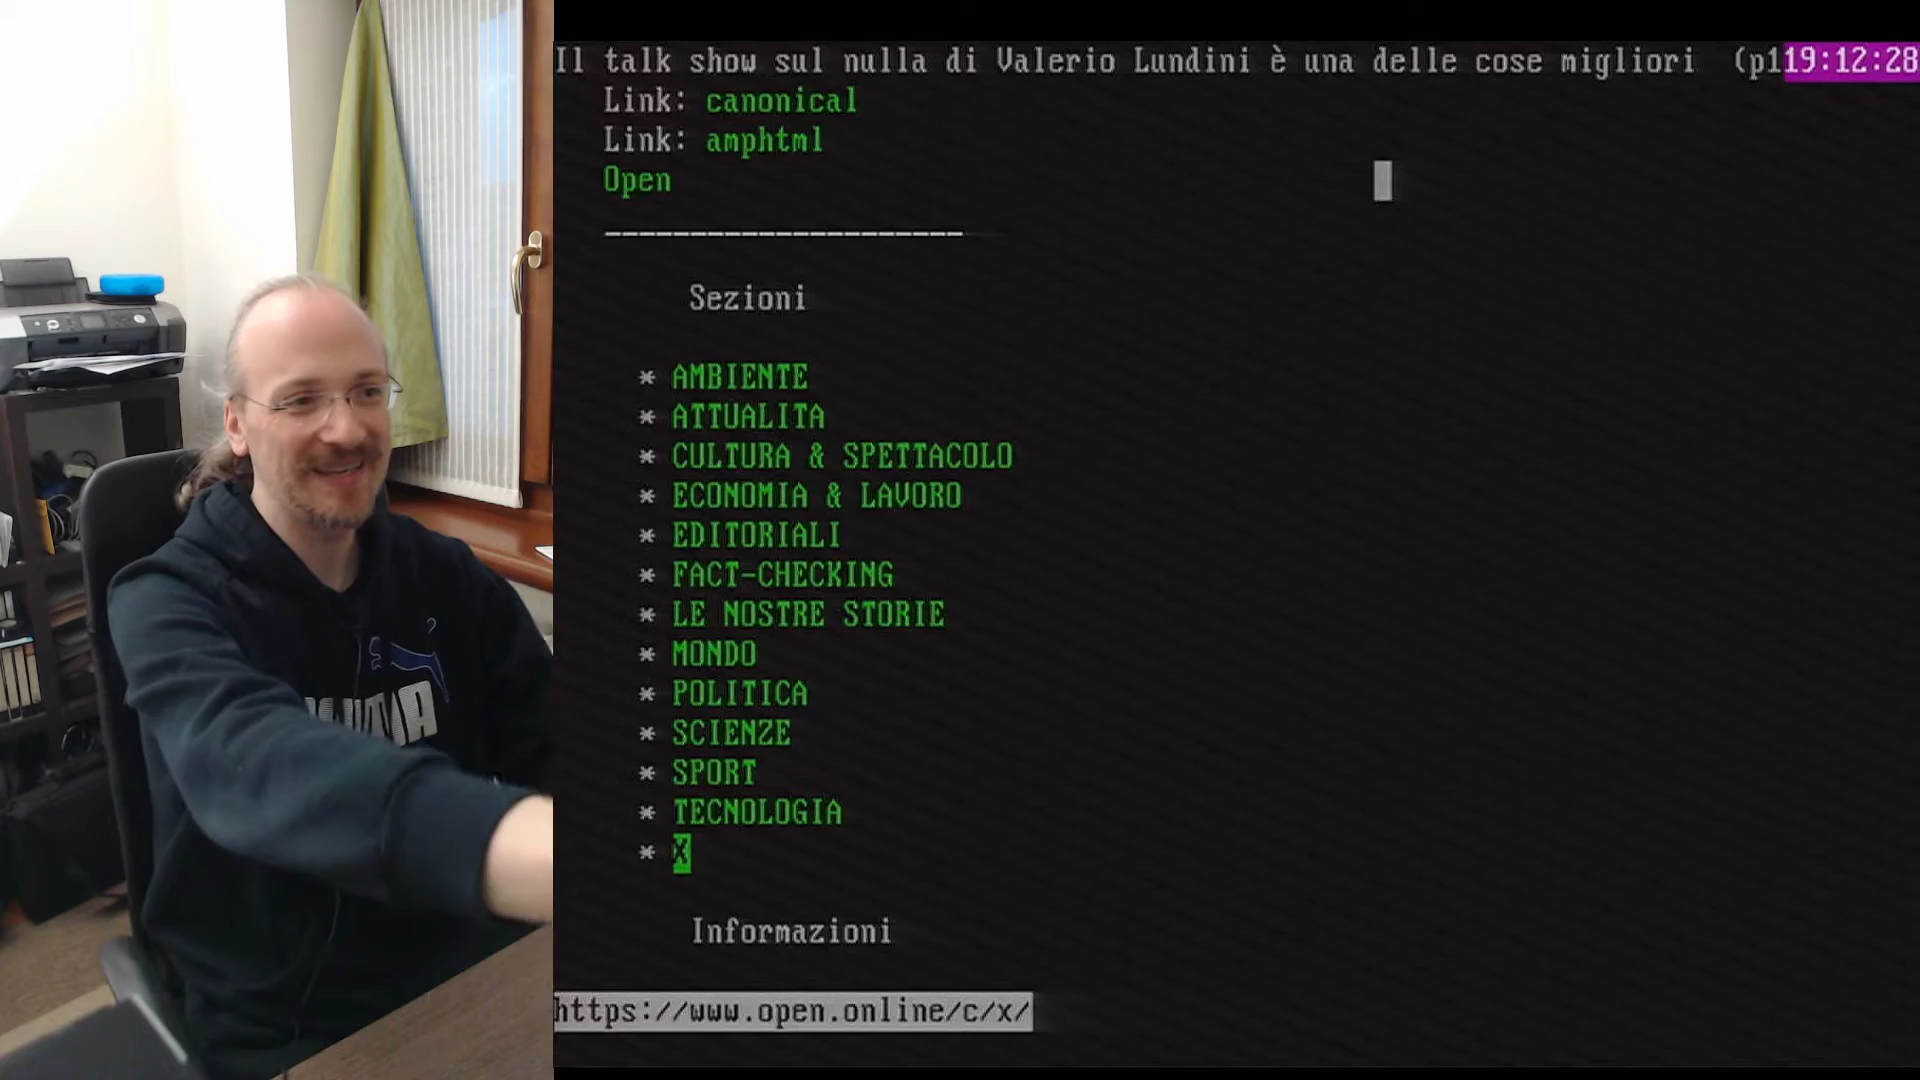 Il talk show sul nulla di Valerio Lundini è una delle cose migliori (p119:12:28
Link: canonical
Link: amphtml
Open
_____________________
Sezioni
* AMBIENTE
* ATTUALITA
* CULTURA & SPETTACOLO
* ECONOMIA & LAVORO
* EDITORIALI
* FACT-CHECKING
* LE NOSTRE STORIE
* MONDO
* POLITICA
* SCIENZE
* SPORT
* TECNOLOGIA
* X
Informazioni
https://www.open.online/c/x/